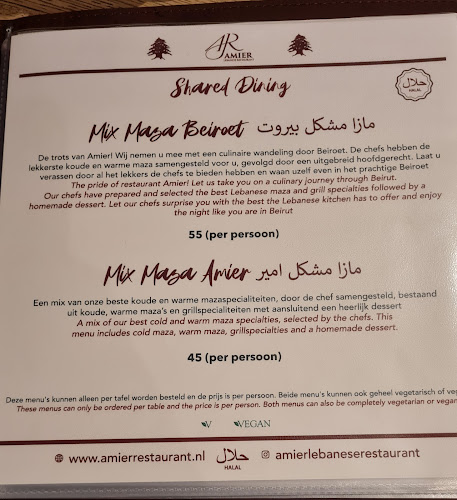 AR
AMIER
Shared Dining
حلال
HALAL
Mix Maza Beiroet مازا مشكل بيروت
De trots van Amier! Wij nemen u mee met een culinaire wandeling door Beiroet. De chefs hebben de
lekkerste koude en warme maza samengesteld voor u, gevolgd door een uitgebreid hoofdgerecht. Laat u
verassen door al het lekkers de chefs te bieden hebben en waan uzelf even in het prachtige Beiroet
The pride of restaurant Amier! Let us take you on a culinary journey through Beirut.
Our chefs have prepared and selected the best Lebanese maza and grill specialties followed by a
homemade dessert. Let our chefs surprise you with the best the Lebanese kitchen has to offer and enjoy
the night like you are in Beirut
55 (per persoon)
Mix Maza Amier مازا مشكل امير
Een mix van onze beste koude en warme mazaspecialiteiten, door de chef samengesteld, bestaand
uit koude, warme maza's en grillspecialiteiten met aansluitend een heerlijk dessert
A mix of our best cold and warm maza specialties, selected by the chefs. This
menu includes cold maza, warm maza, grillspecialties and a homemade dessert.
45 (per persoon)
Deze menu's kunnen alleen per tafel worden besteld en de prijs is per persoon. Beide menu's kunnen ook geheel vegetarisch of veg
These menus can only be ordered per table and the price is per person. Both menus can also be completely vegetarian or vegan
V VEGAN
www.amierrestaurant.nl حلال HALAL amierlebaneserestaurant